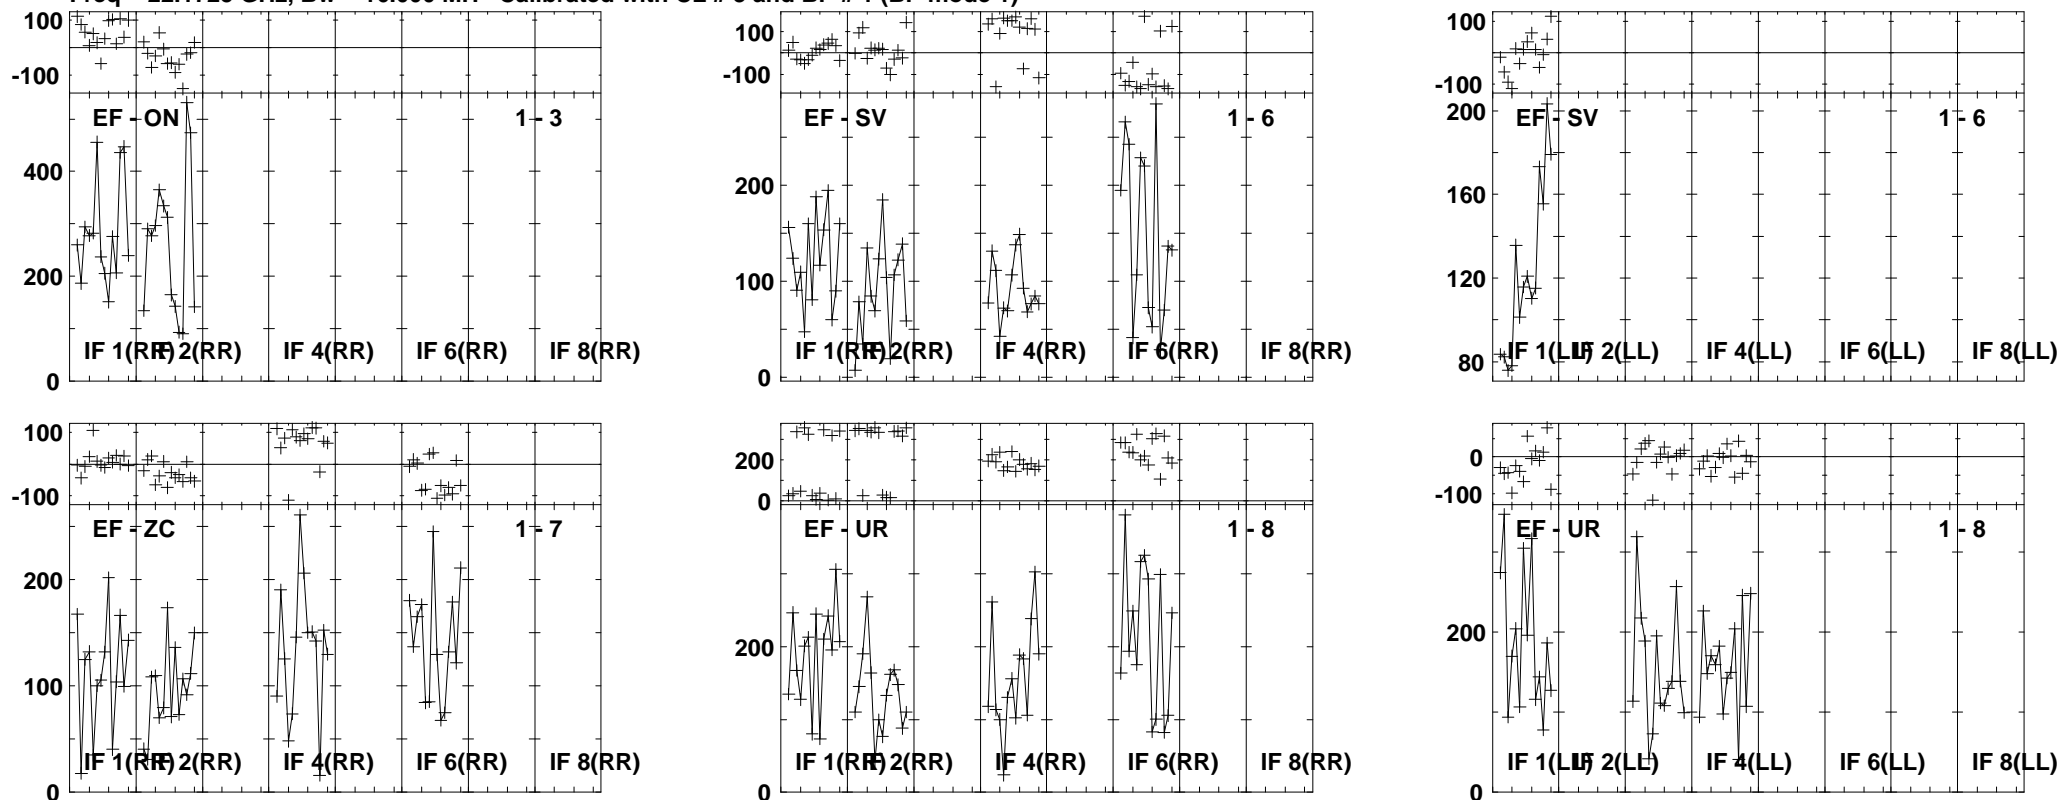 100
-100
EF - ON
1 - 3
400
200
0
IF 1(RR)
IF 2(RR)
IF 4(RR)
IF 6(RR)
IF 8(RR)
100
-100
EF - SV
1 - 6
200
100
0
IF 1(RR)
IF 2(RR)
IF 4(RR)
IF 6(RR)
IF 8(RR)
100
-100
EF - SV
1 - 6
200
160
120
80
IF 1(LL)
IF 2(LL)
IF 4(LL)
IF 6(LL)
IF 8(LL)
100
-100
EF - ZC
1 - 7
200
100
0
IF 1(RR)
IF 2(RR)
IF 4(RR)
IF 6(RR)
IF 8(RR)
200
0
EF - UR
1 - 8
200
0
IF 1(RR)
IF 2(RR)
IF 4(RR)
IF 6(RR)
IF 8(RR)
0
-100
EF - UR
1 - 8
200
0
IF 1(LL)
IF 2(LL)
IF 4(LL)
IF 6(LL)
IF 8(LL)